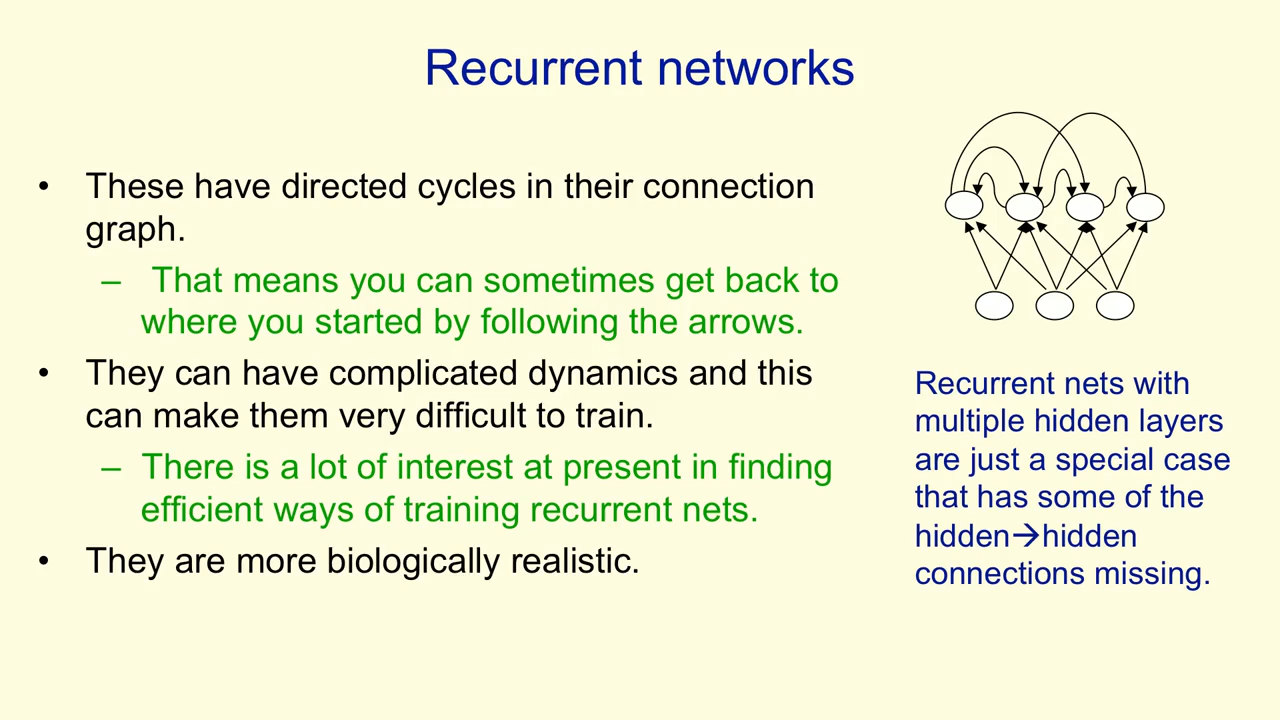 Recurrent networks
• These have directed cycles in their connection
graph.
– That means you can sometimes get back to
where you started by following the arrows.
• They can have complicated dynamics and this
can make them very difficult to train.
– There is a lot of interest at present in finding
efficient ways of training recurrent nets.
• They are more biologically realistic.
Recurrent nets with
multiple hidden layers
are just a special case
that has some of the
hidden→hidden
connections missing.